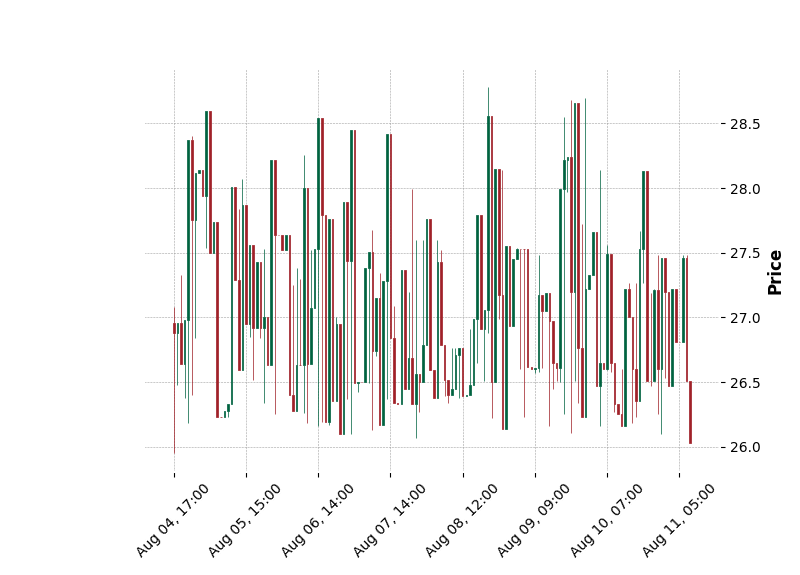 28.5
28.0
27.5
27.0
26.5
26.0
Price
Aug 04, 17:00
Aug 05, 15:00
Aug 06, 14:00
Aug 07, 14:00
Aug 08, 12:00
Aug 09, 09:00
Aug 10, 07:00
Aug 11, 05:00